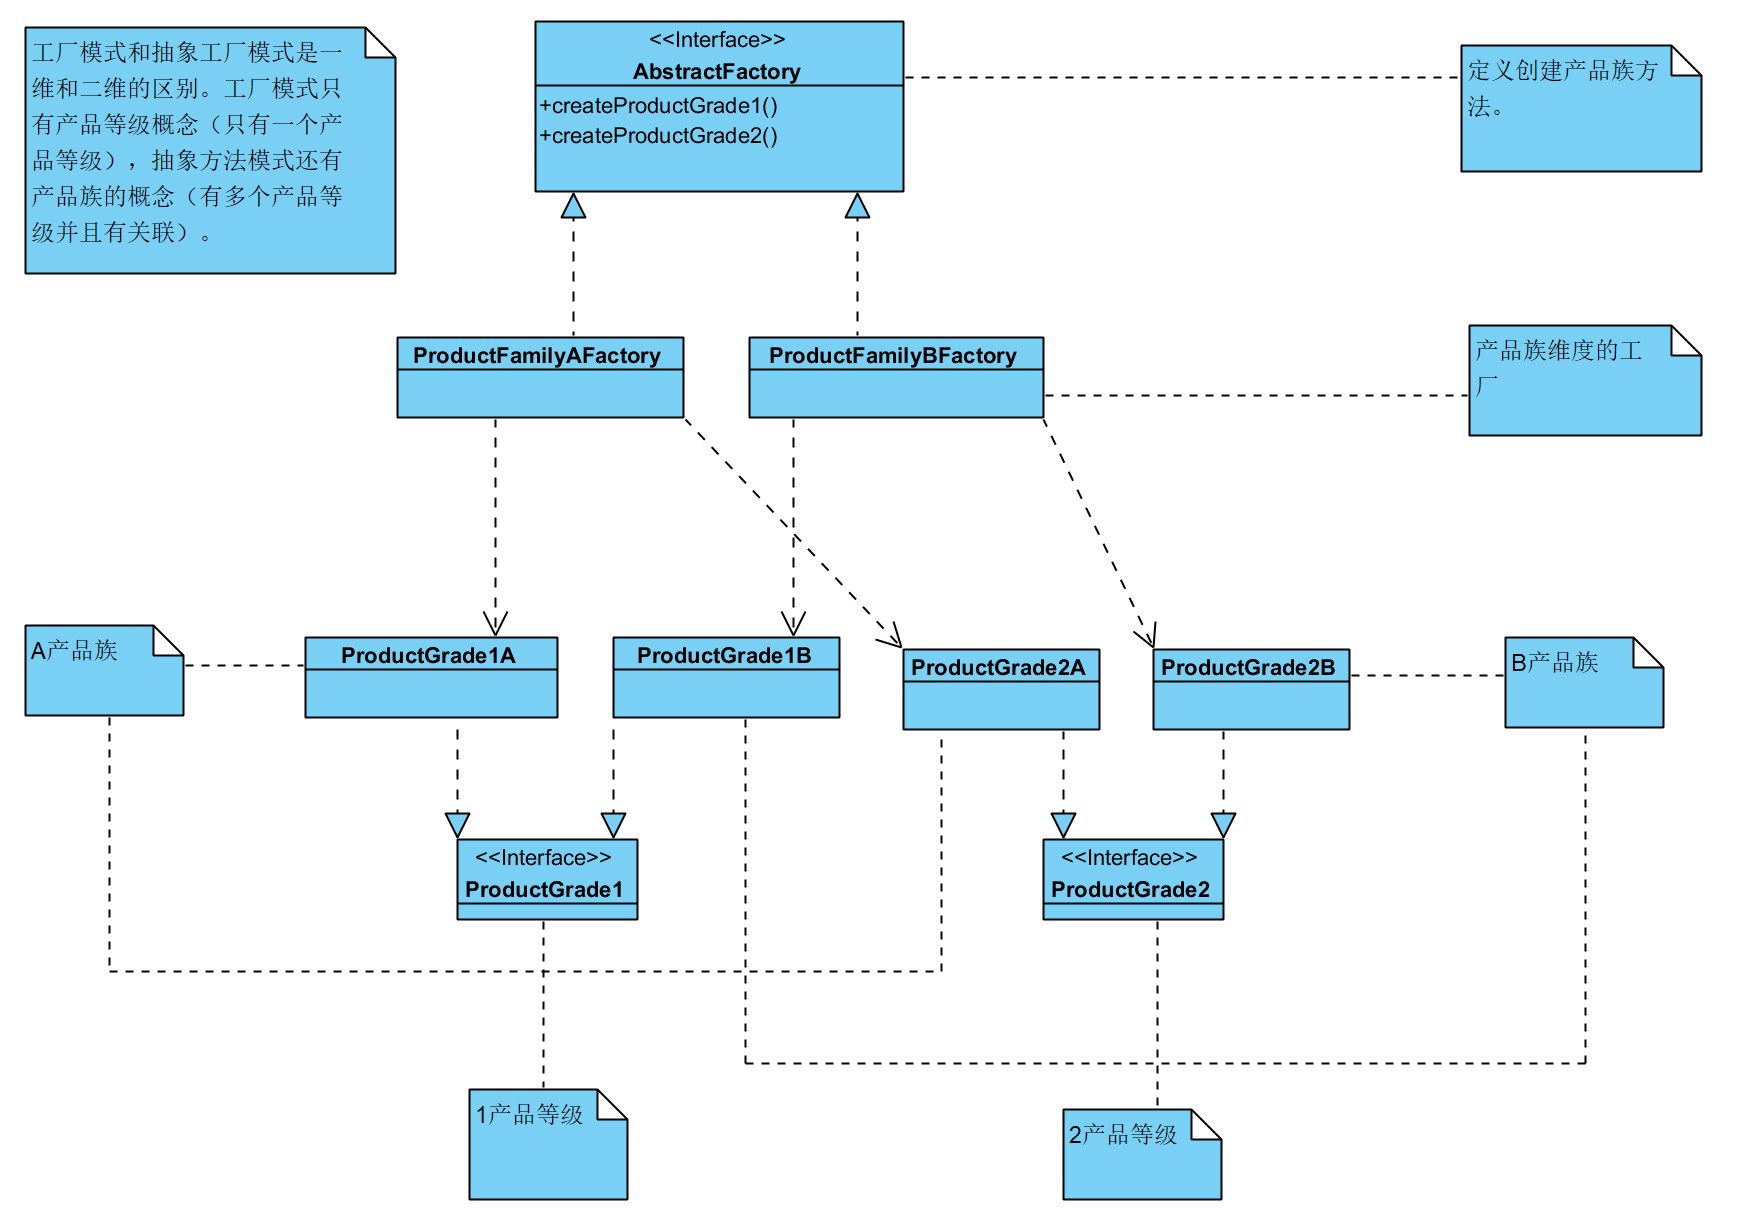 工厂模式和抽象工厂模式是一
维和二维的区别。工厂模式只
有产品等级概念（只有一个产
品等级），抽象方法模式还有
产品族的概念（有多个产品等
级并且有关联）。
<<Interface>>
AbstractFactory
+createProductGrade1()
+createProductGrade2()
定义创建产品族方
法。
ProductFamilyAFactory
ProductFamilyBFactory
产品族维度的工
厂
A产品族
ProductGrade1A
ProductGrade1B
ProductGrade2A
ProductGrade2B
B产品族
<<Interface>>
ProductGrade1
<<Interface>>
ProductGrade2
1产品等级
2产品等级